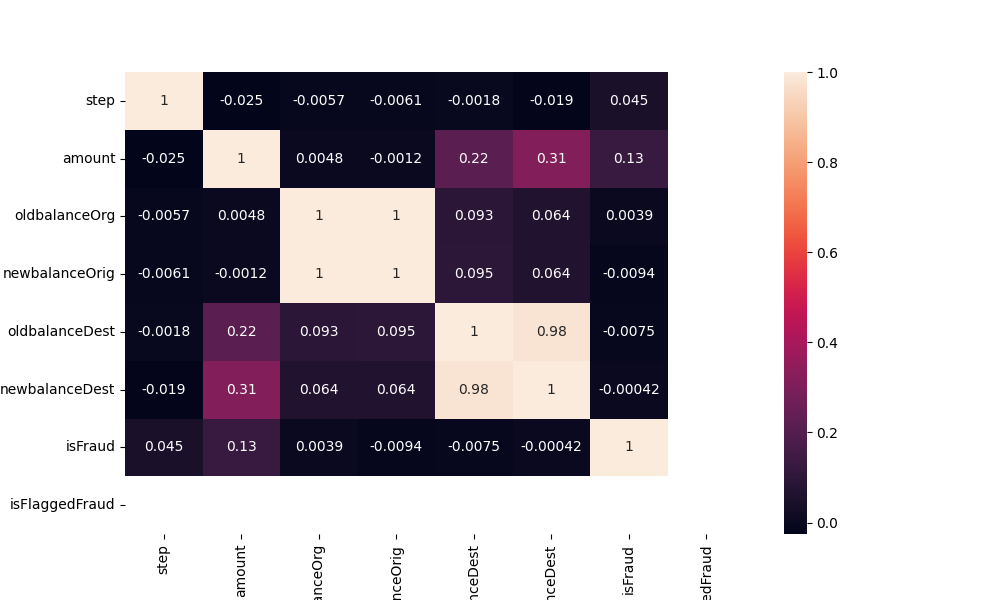 step 1 -0.025 -0.0057 -0.0061 -0.0018 -0.019 0.045
amount -0.025 1 0.0048 -0.0012 0.22 0.31 0.13
oldbalanceOrg -0.0057 0.0048 1 1 0.093 0.064 0.0039
newbalanceOrig -0.0061 -0.0012 1 1 0.095 0.064 -0.0094
oldbalanceDest -0.0018 0.22 0.093 0.095 1 0.98 -0.0075
newbalanceDest -0.019 0.31 0.064 0.064 0.98 1 -0.00042
isFraud 0.045 0.13 0.0039 -0.0094 -0.0075 -0.00042 1
isFlaggedFraud
step
amount
anceOrg
nceOrig
nceDest
nceDest
isFraud
edFraud
1.0
0.8
0.6
0.4
0.2
0.0